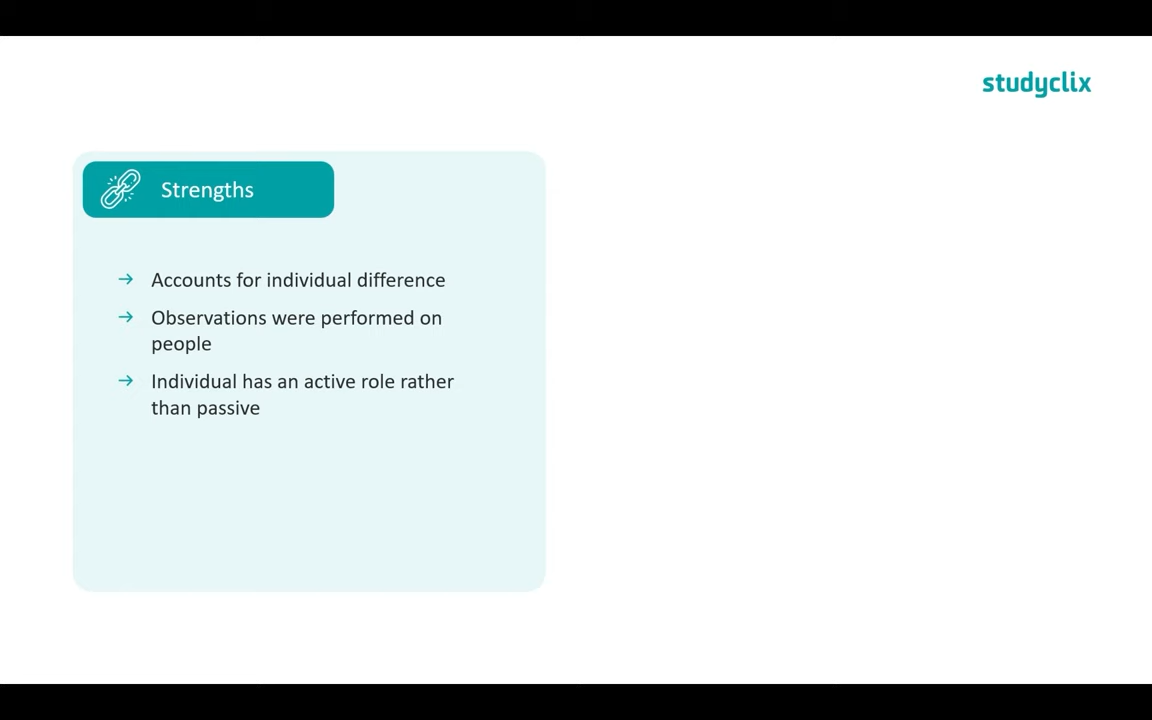 studyclix
Strengths
→ Accounts for individual difference
→ Observations were performed on
people
→ Individual has an active role rather
than passive